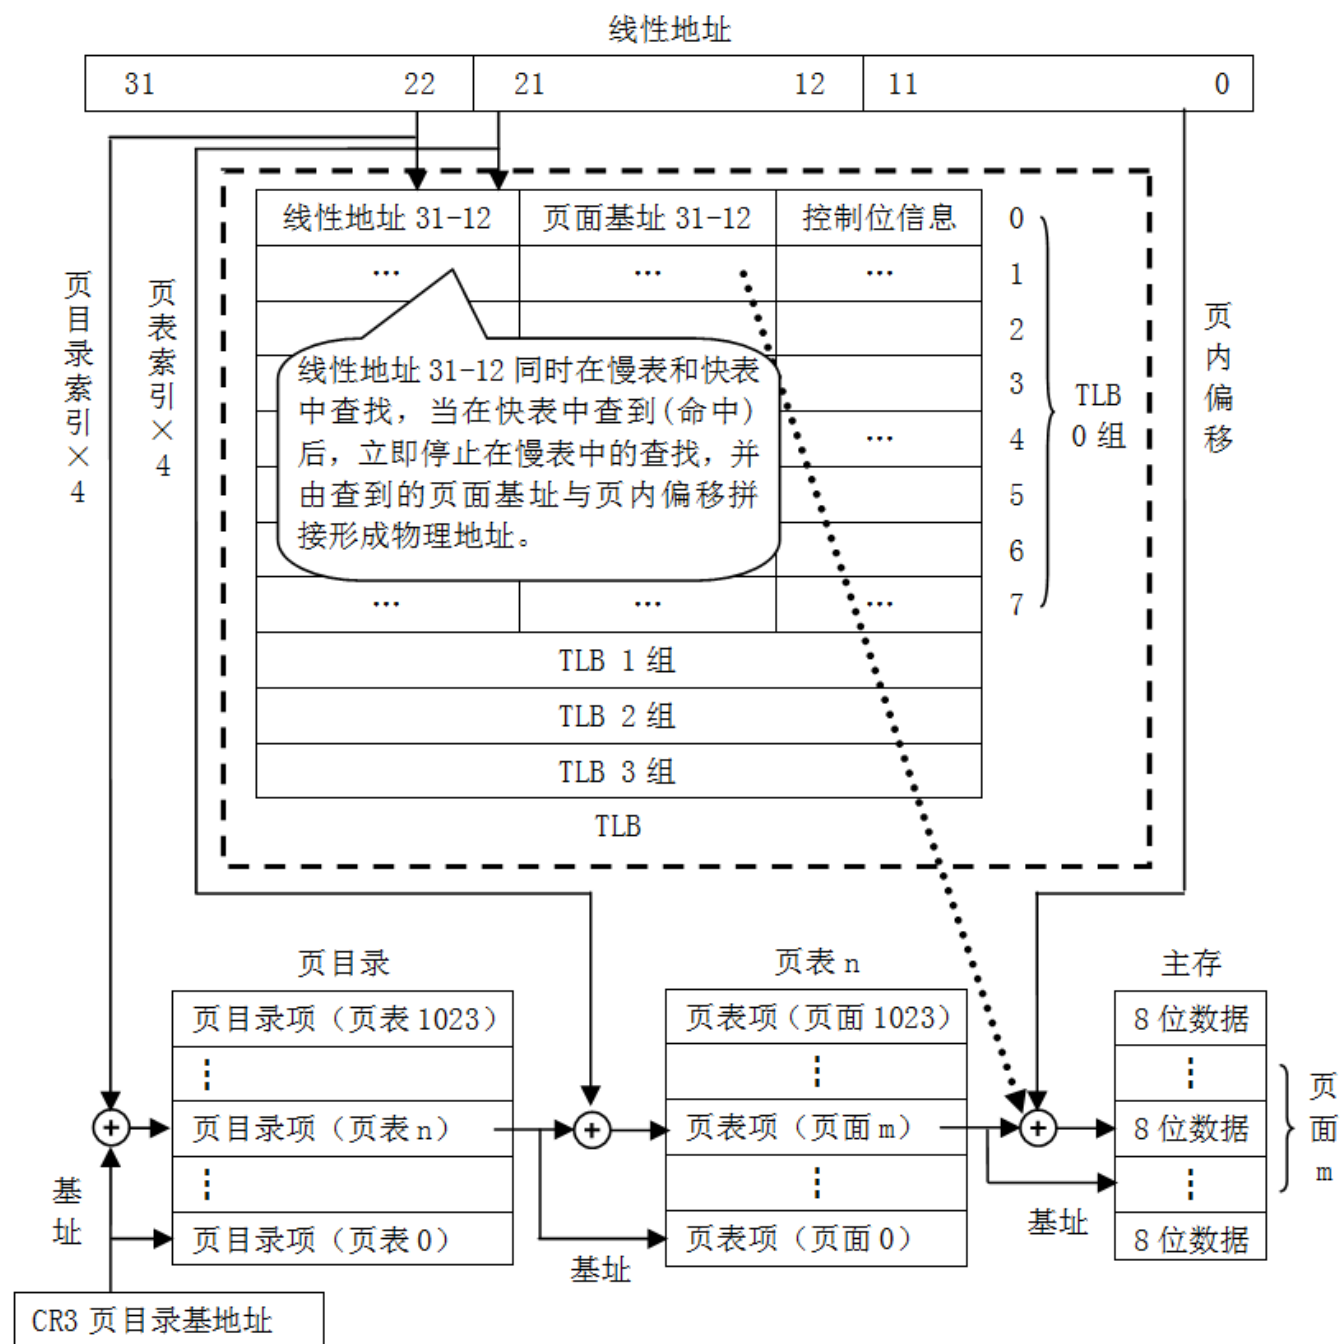 线性地址
31 22 21 12 11 0
线性地址 31-12 页面基址 31-12 控制位信息 0
… … … 1
2
3
… 4
5
6
… … … 7
TLB
0 组
线性地址 31-12 同时在慢表和快表
中查找，当在快表中查到(命中)
后，立即停止在慢表中的查找，并
由查到的页面基址与页内偏移拼
接形成物理地址。
页目录索引×4
页表索引×4
页内偏移
TLB 1 组
TLB 2 组
TLB 3 组
TLB
页目录 页表 n 主存
页目录项（页表 1023） 页表项（页面 1023） 8 位数据
⋮ ⋮ ⋮
页目录项（页表 n） 页表项（页面 m） 8 位数据
⋮ ⋮ ⋮
页目录项（页表 0） 页表项（页面 0） 8 位数据
页面 m
基址
基址
基址
CR3 页目录基地址